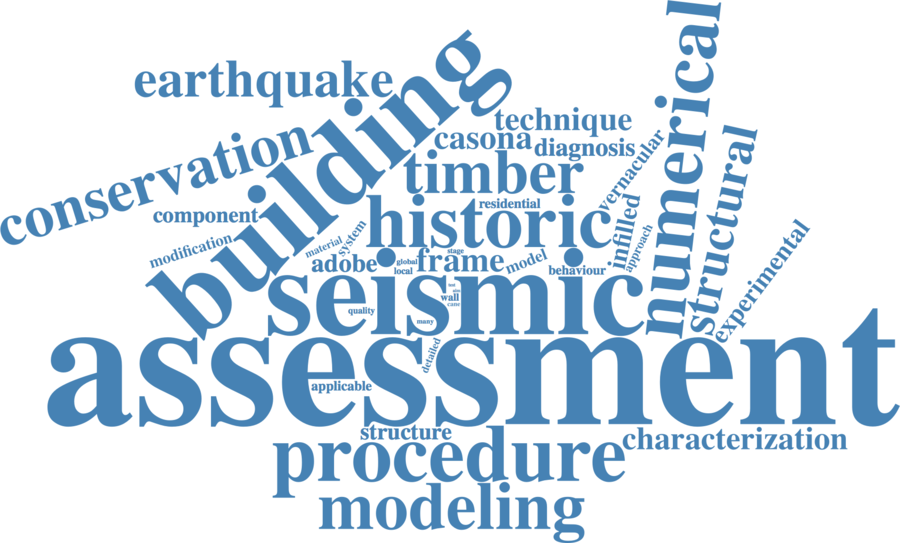 numerical
earthquake
building
technique
casona
diagnosis
conservation
timber
vernacular
structural
residential
component
historic
infilled
experimental
modification
material
system
stage
approach
adobe
global
frame
model
behaviour
local
seismic
wall
cane
quality
many
assessment
detailed
applicable
structure
procedure
characterization
modeling